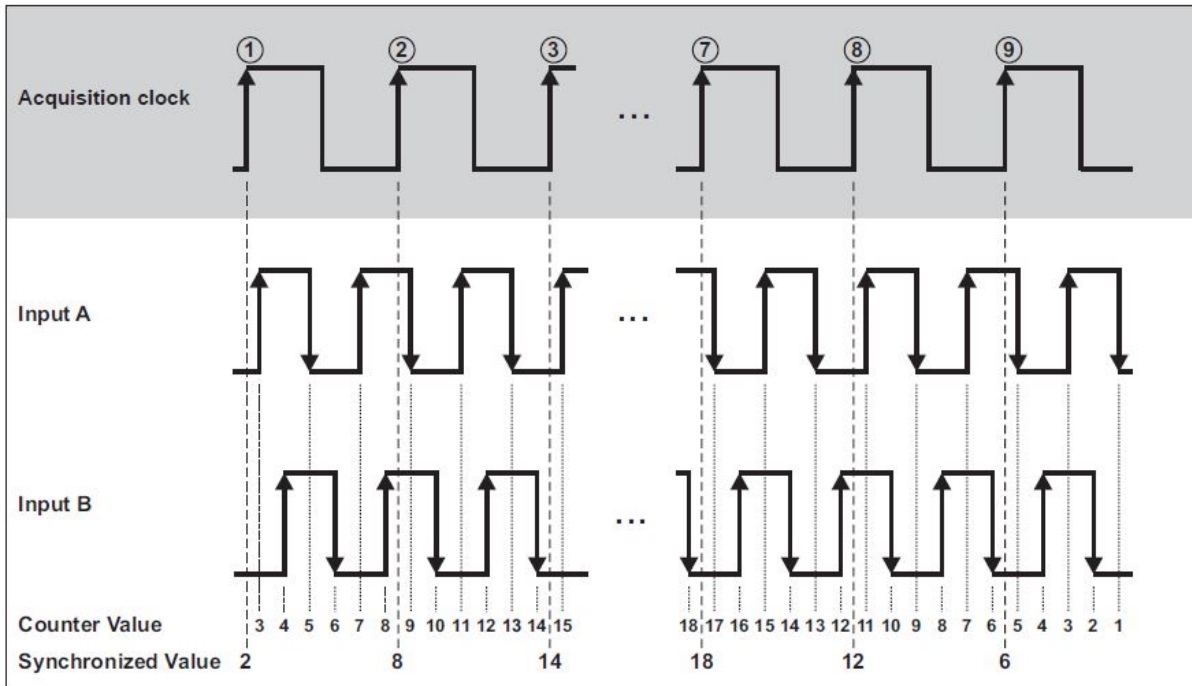 ① ② ③ ⑦ ⑧ ⑨
Acquisition clock
...
Input A
...
Input B
...
Counter Value 3 4 5 6 7 8 9 10 11 12 13 14 15 18 17 16 15 14 13 12 11 10 9 8 7 6 5 4 3 2 1
Synchronized Value 2 8 14 18 12 6